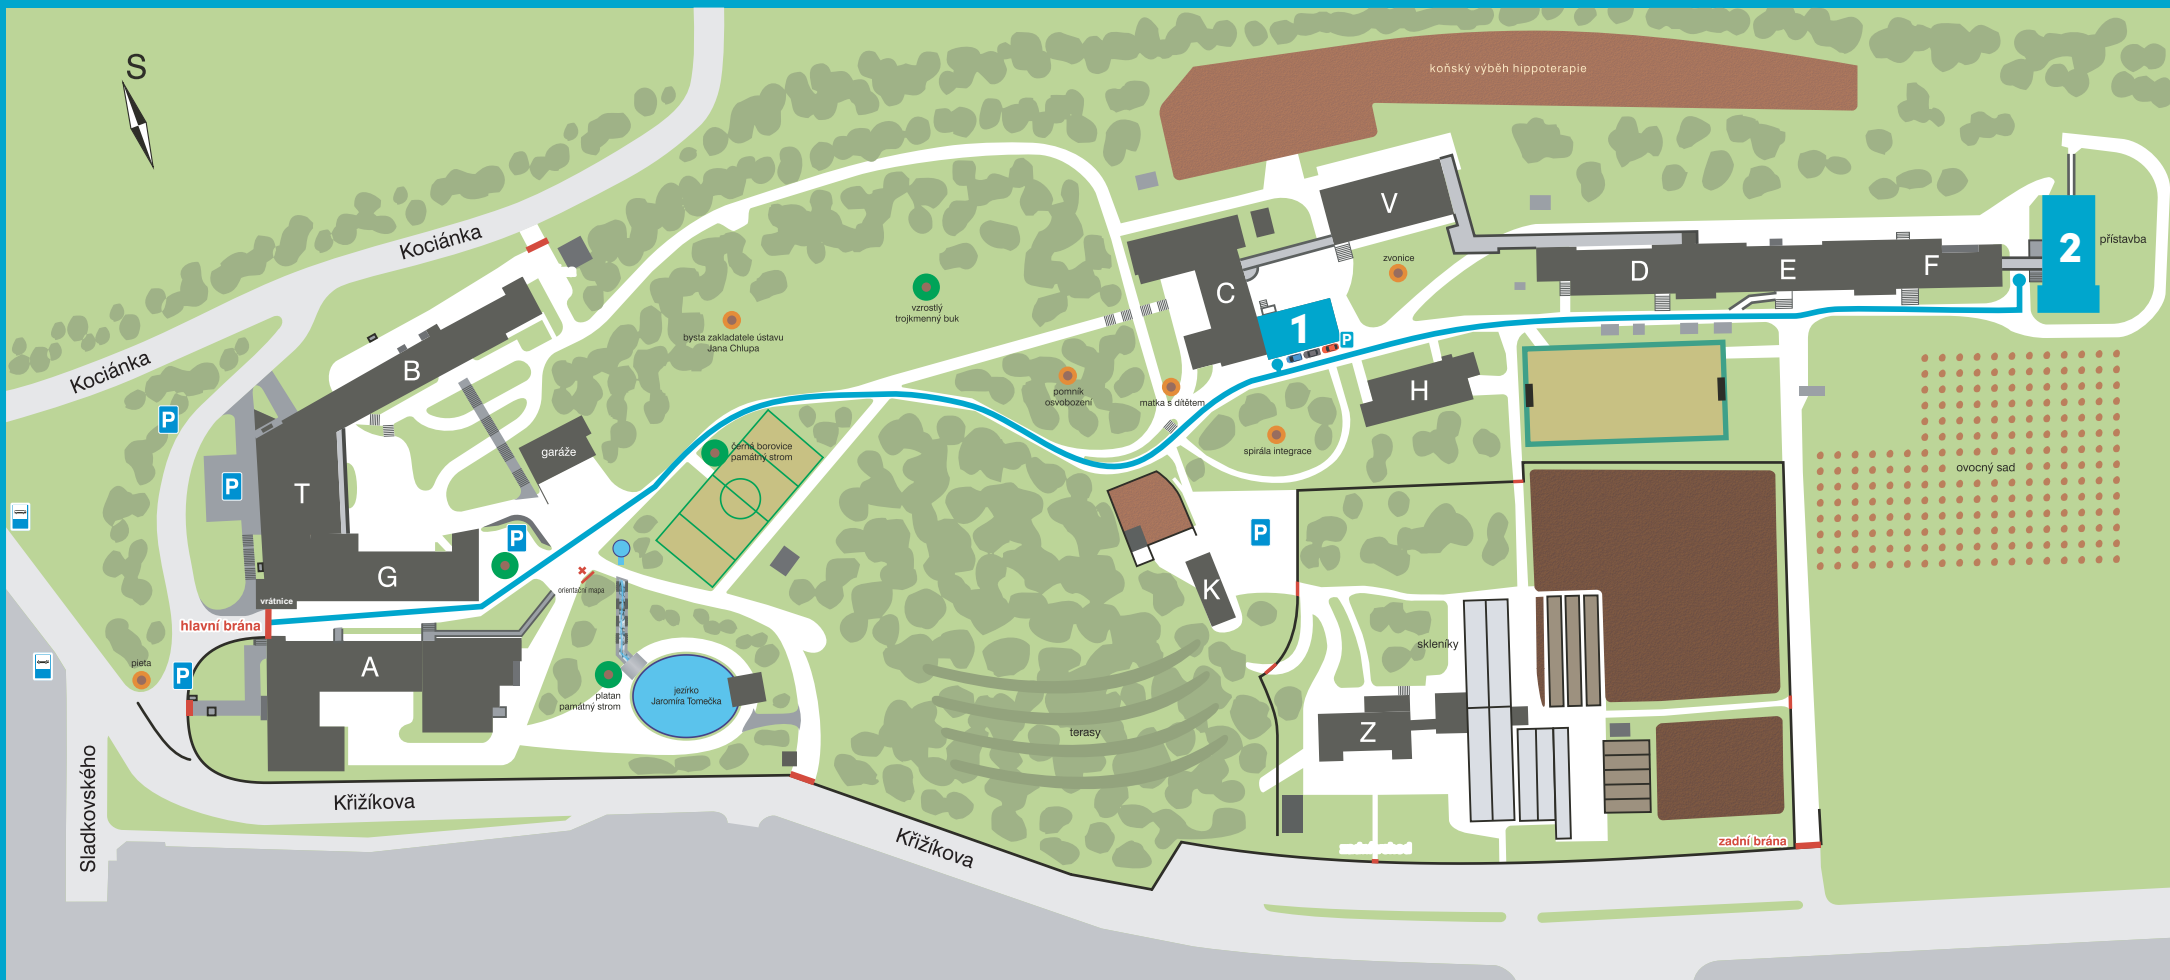 S
koňský výběh hippoterapie
Kociánka
V
zvonice
D
E
F
2
přístavba
C
vzrostlý
trojkmenný buk
bysta zakladatele ústavu
Jana Chlupa
1
P
Kociánka
B
pomník
osvobození
matka s dítětem
H
P
garáže
černá borovice
památný strom
spirála integrace
ovocný sad
P
T
P
P
G
orientační mapa
K
vrátnice
hlavní brána
pieta
P
A
platan
památný strom
jezírko
Jaromíra Tomečka
skleníky
terasy
Z
Sladkovského
Křižíkova
Křižíkova
zadní brána